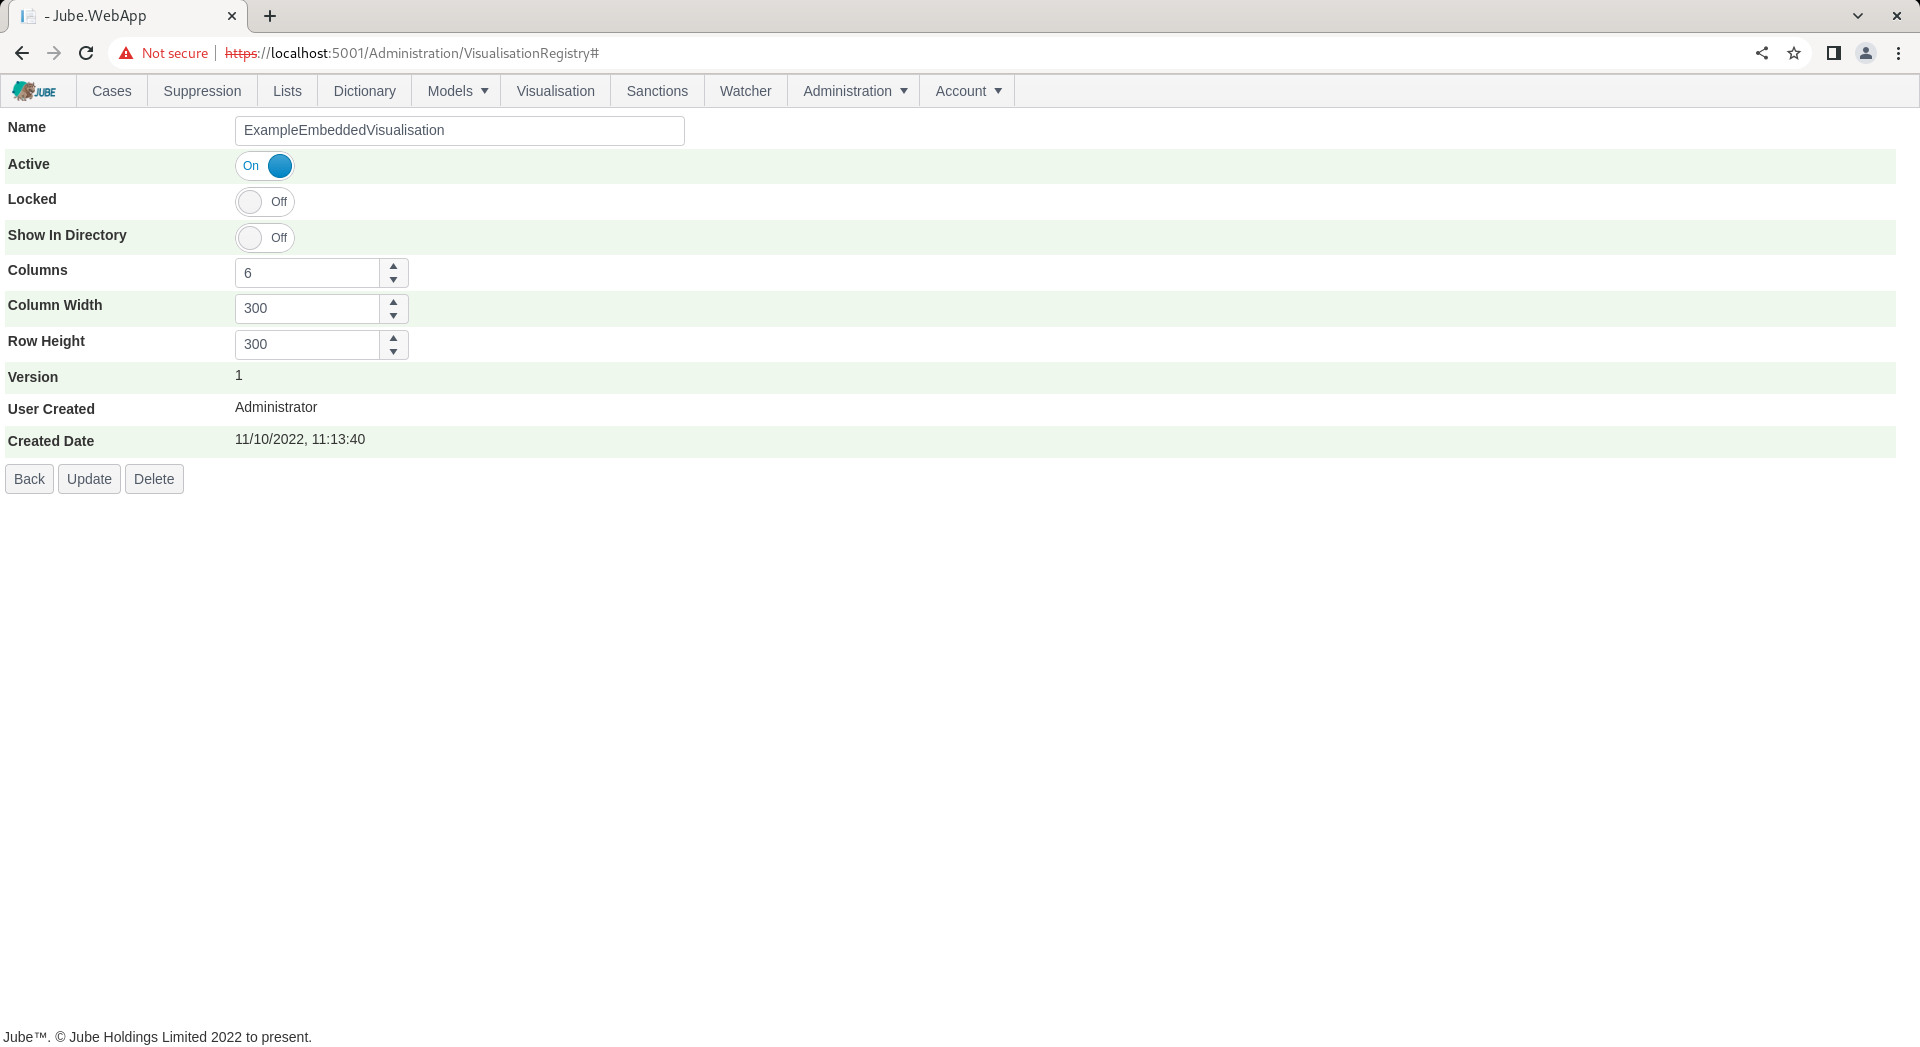 - Jube.WebApp
Not secure https://localhost:5001/Administration/VisualisationRegistry#
JUBE Cases Suppression Lists Dictionary Models Visualisation Sanctions Watcher Administration Account
Name ExampleEmbeddedVisualisation
Active On
Locked Off
Show In Directory Off
Columns 6
Column Width 300
Row Height 300
Version 1
User Created Administrator
Created Date 11/10/2022, 11:13:40
Back Update Delete
Jube™. © Jube Holdings Limited 2022 to present.